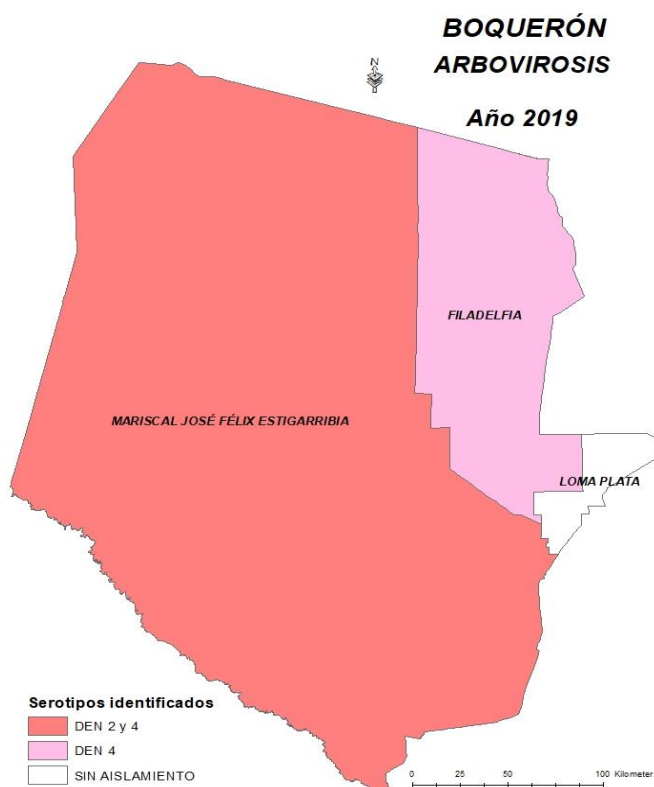 BOQUERÓN
ARBOVIROSIS
Año 2019
N
FILADELFIA
MARISCAL JOSÉ FÉLIX ESTIGARRIBIA
LOMA PLATA
Serotipos identificados
DEN 2 y 4
DEN 4
SIN AISLAMIENTO
0 25 50 100 Kilometer